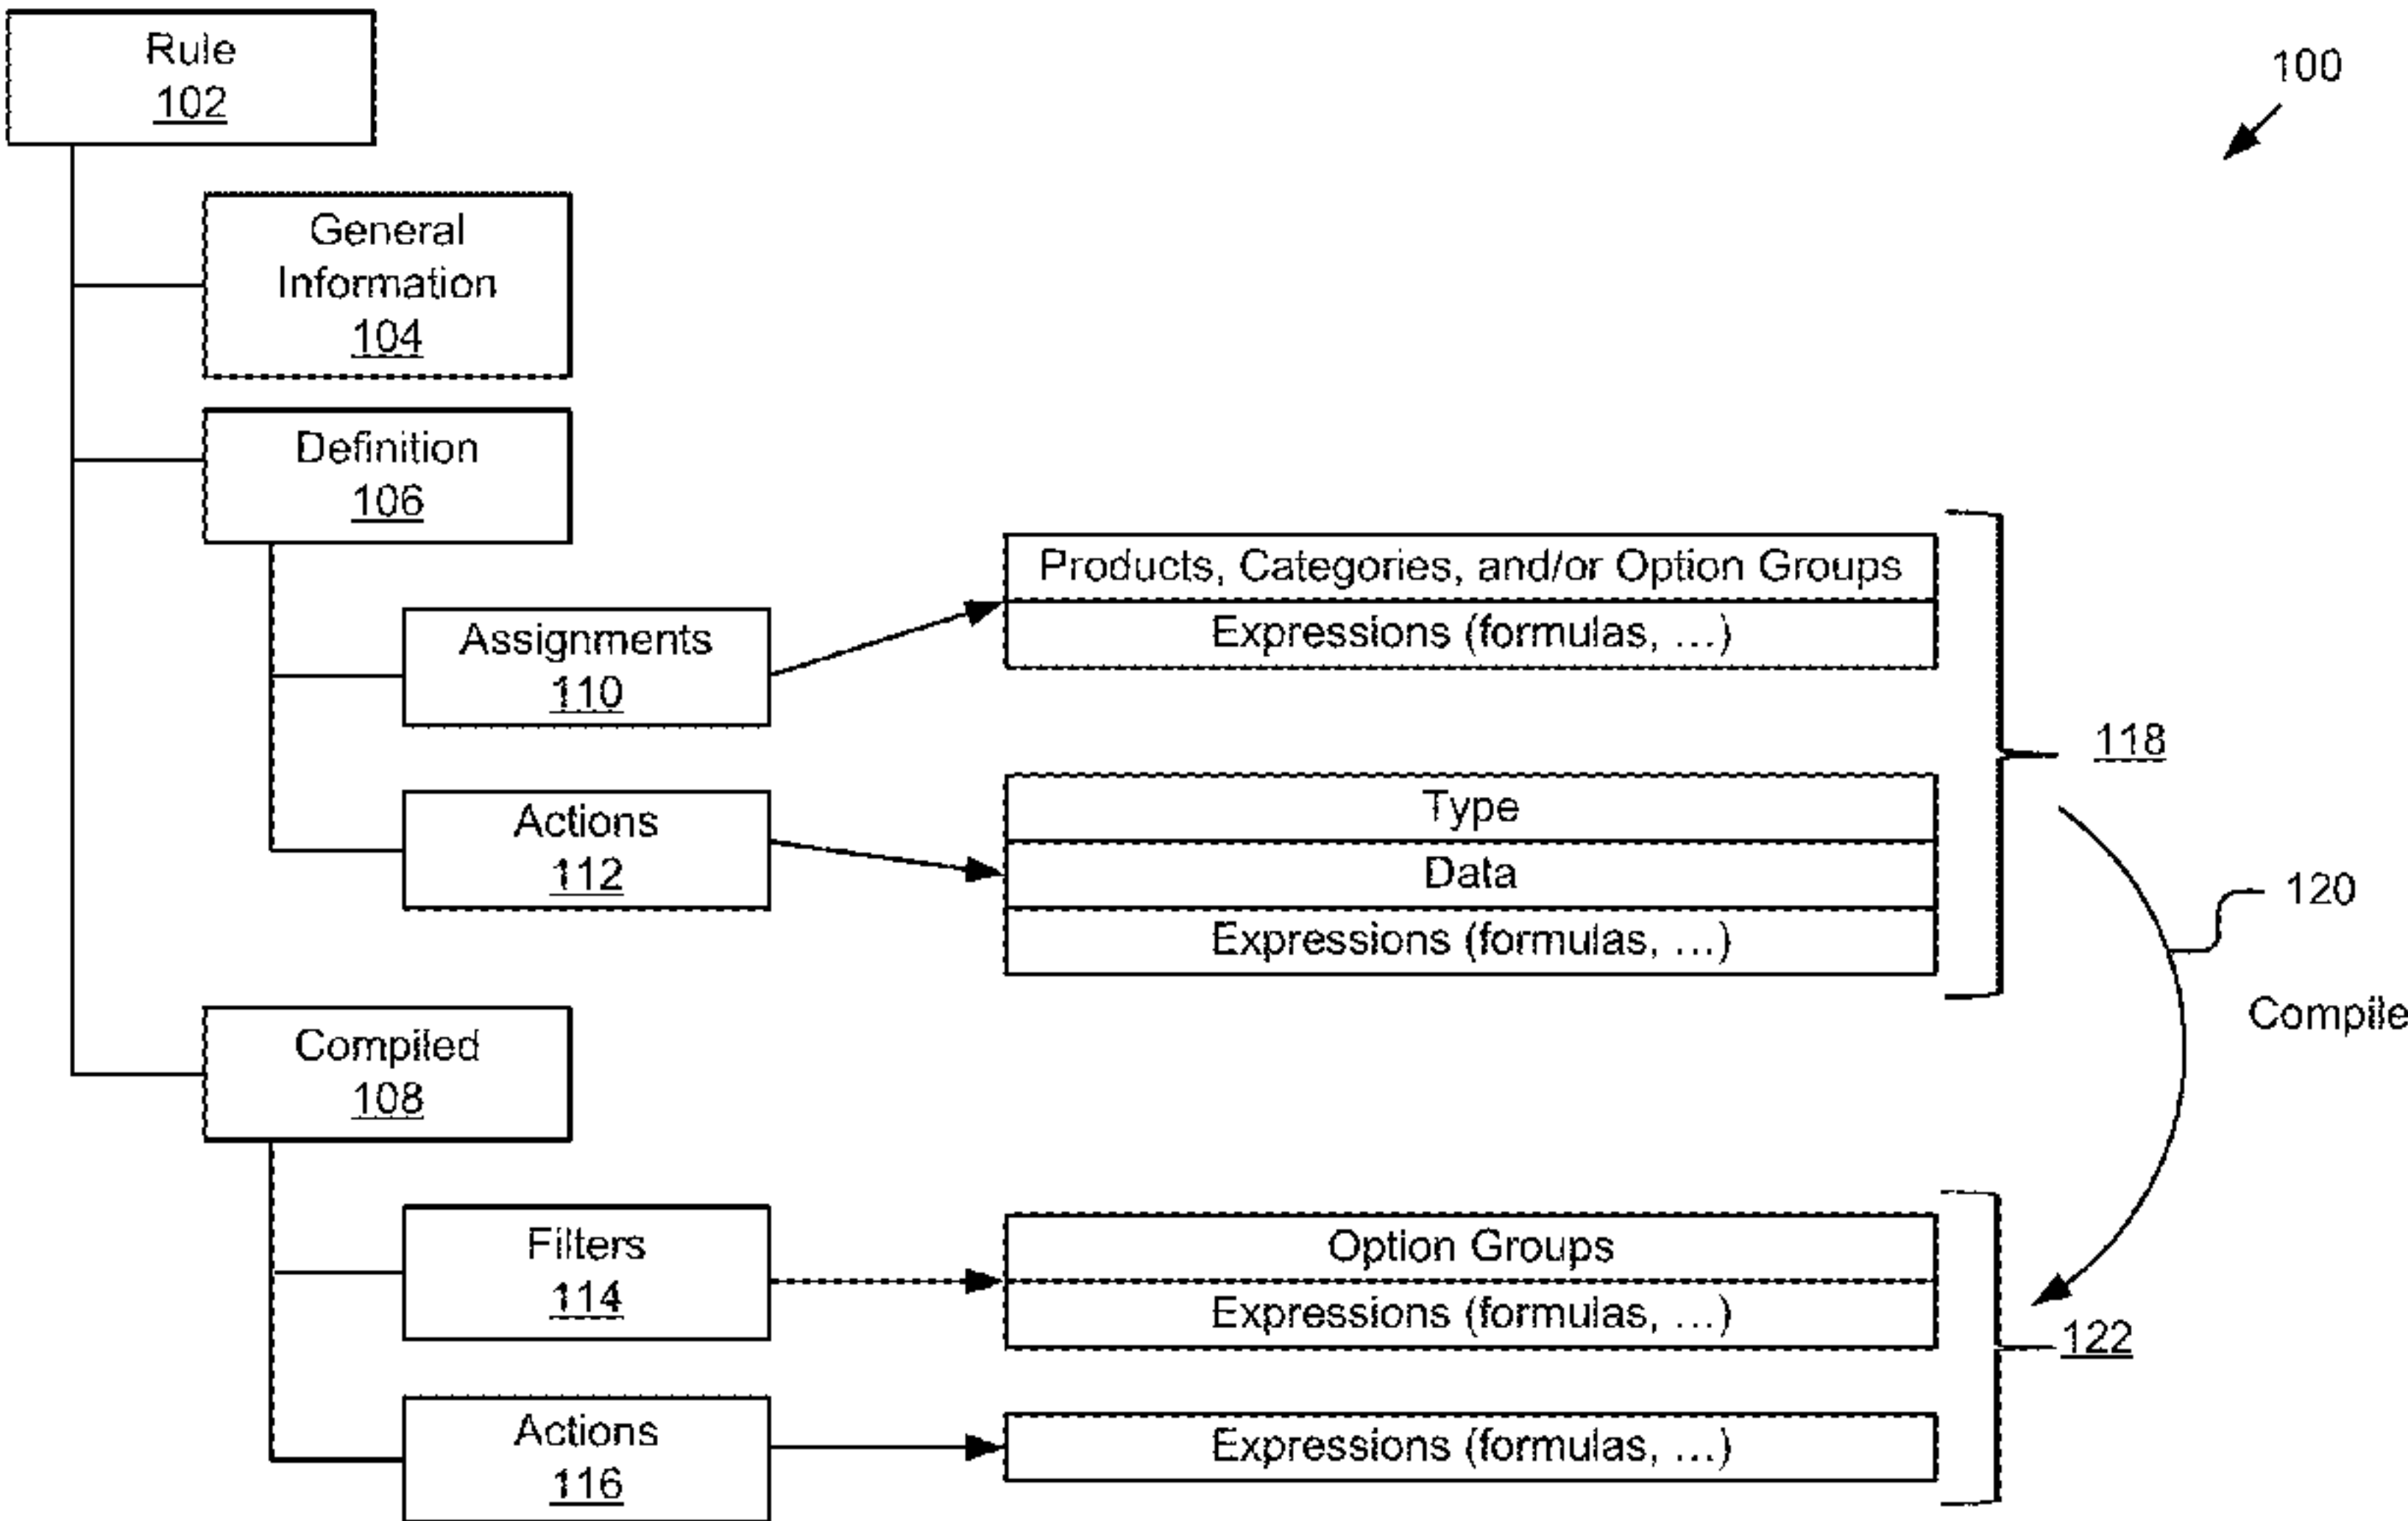 Rule
102
100
General
Information
104
Definition
106
Products, Categories, and/or Option Groups
Expressions (formulas, ...)
Assignments
110
118
Type
Data
Expressions (formulas, ...)
Actions
112
120
Compile
Compiled
108
Filters
114
Option Groups
Expressions (formulas, ...)
122
Actions
116
Expressions (formulas, ...)